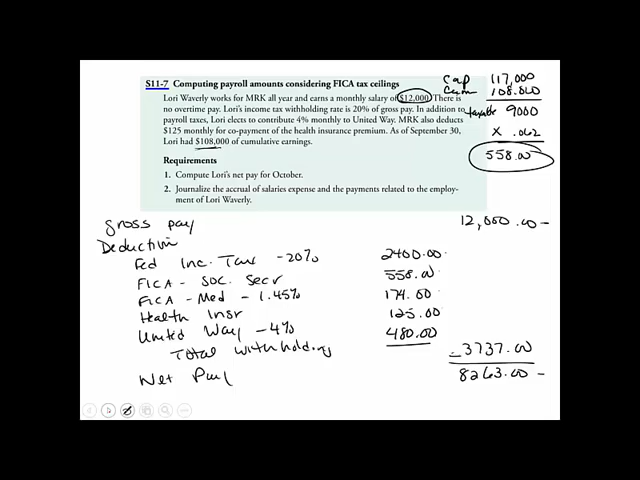 S11-7 Computing payroll amounts considering FICA tax ceilings
Lori Waverly works for MRK all year and earns a monthly salary of $12,000. There is
no overtime pay. Lori's income tax withholding rate is 20% of gross pay. In addition to
payroll taxes, Lori elects to contribute 4% monthly to United Way. MRK also deducts
$125 monthly for co-payment of the health insurance premium. As of September 30,
Lori had $108,000 of cumulative earnings.
Requirements
1. Compute Lori's net pay for October.
2. Journalize the accrual of salaries expense and the payments related to the employ-
ment of Lori Waverly.
Cap 117,000
Cum 108,000
taxable 9000
X .062
558.00
Gross pay 12,000.00 -
Deduction
Fed Inc. Tax -20% 2400.00
FICA - Soc. Secr 558.00
FICA - Med - 1.45% 174.00
Health Insr 125.00
United Way -4% 480.00
Total withholding - 3737.00
Net Pay 8263.00 -